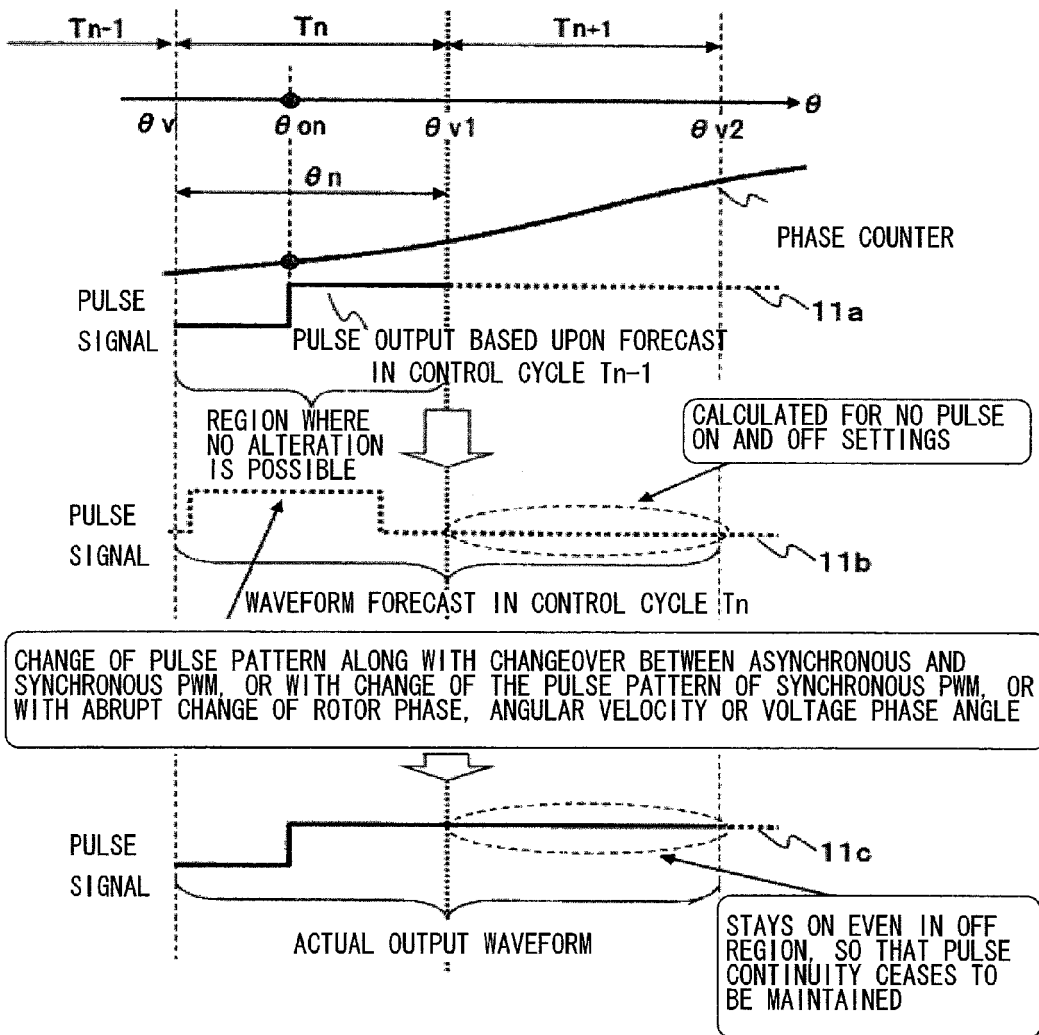 Tn-1
Tn
Tn+1
θ
θv
θon
θv1
θv2
θn
PHASE COUNTER
PULSE
SIGNAL
11a
PULSE OUTPUT BASED UPON FORECAST
IN CONTROL CYCLE Tn-1
REGION WHERE
NO ALTERATION
IS POSSIBLE
CALCULATED FOR NO PULSE
ON AND OFF SETTINGS
PULSE
SIGNAL
11b
WAVEFORM FORECAST IN CONTROL CYCLE Tn
CHANGE OF PULSE PATTERN ALONG WITH CHANGEOVER BETWEEN ASYNCHRONOUS AND
SYNCHRONOUS PWM, OR WITH CHANGE OF THE PULSE PATTERN OF SYNCHRONOUS PWM, OR
WITH ABRUPT CHANGE OF ROTOR PHASE, ANGULAR VELOCITY OR VOLTAGE PHASE ANGLE
PULSE
SIGNAL
11c
ACTUAL OUTPUT WAVEFORM
STAYS ON EVEN IN OFF
REGION, SO THAT PULSE
CONTINUITY CEASES TO
BE MAINTAINED